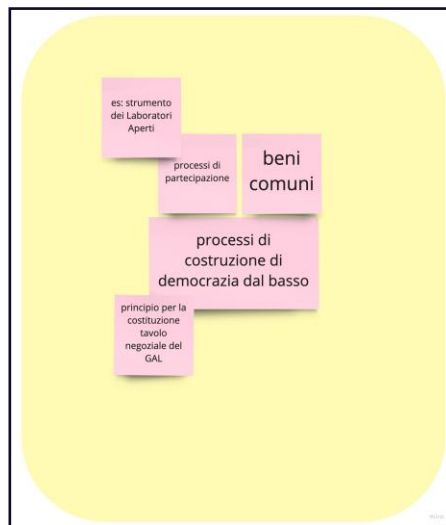 es: strumento
dei Laboratori
Aperti
processi di
partecipazione
beni
comuni
processi di
costruzione di
democrazia dal basso
principio per la
costituzione
tavolo
negoziale del
GAL
miro